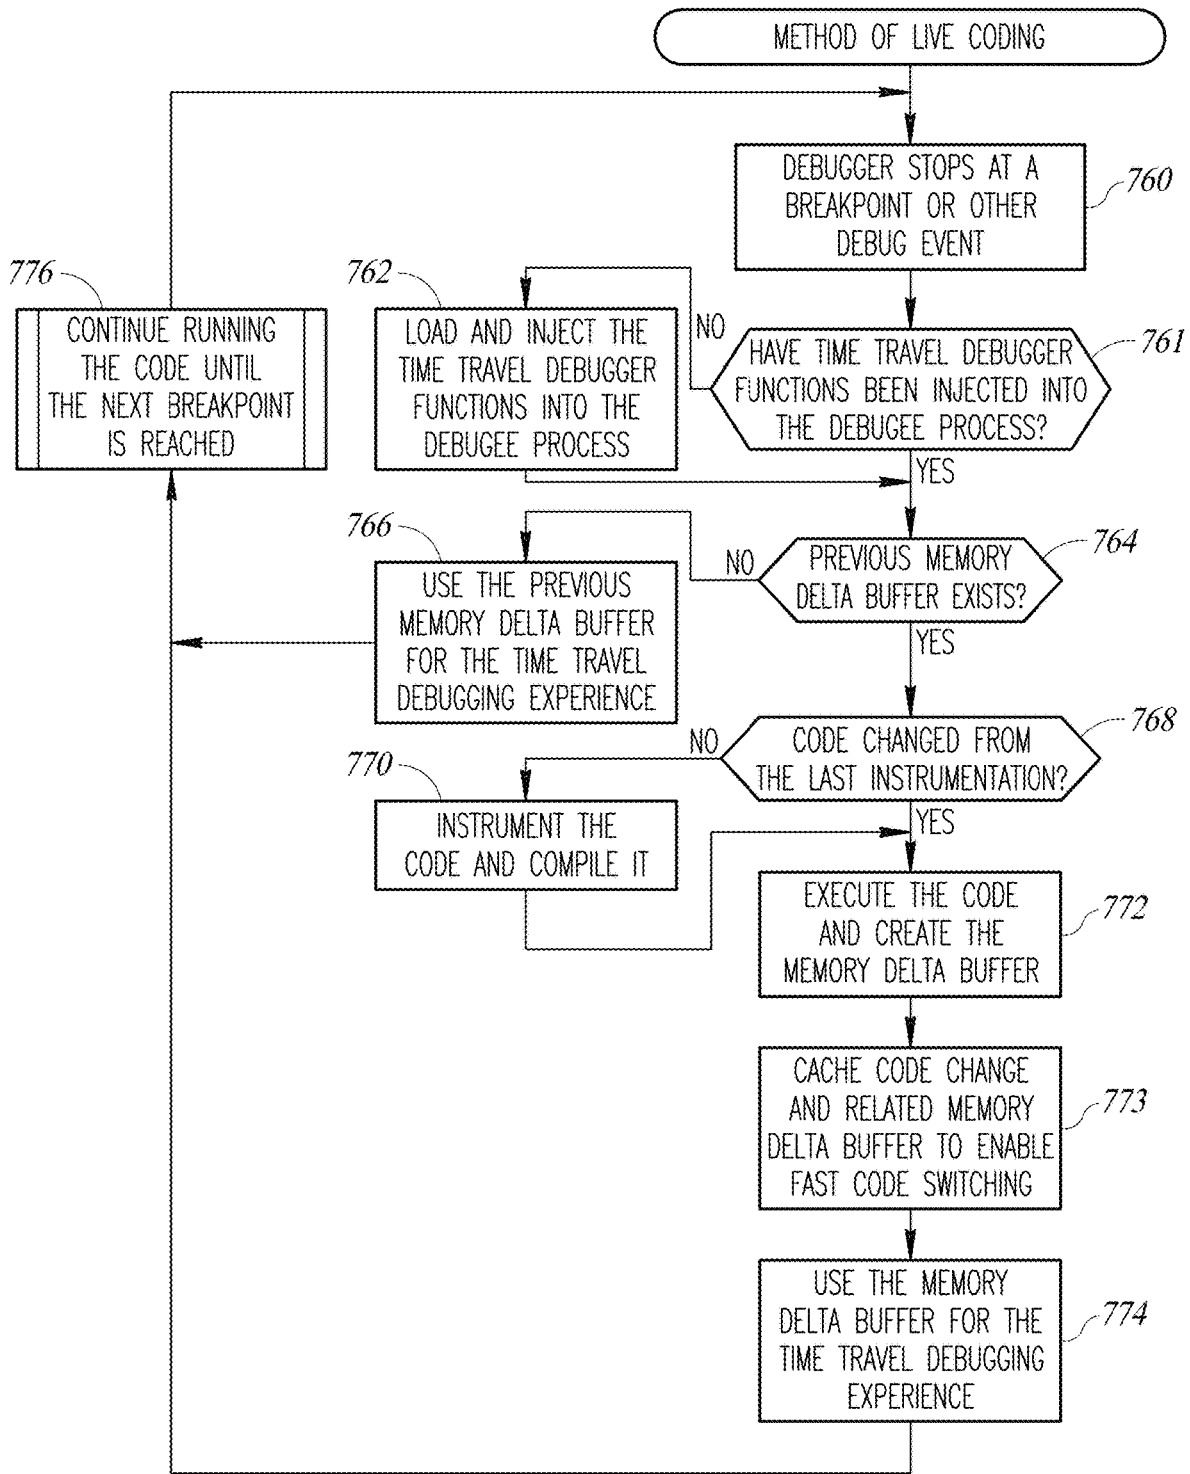 METHOD OF LIVE CODING
DEBUGGER STOPS AT A
BREAKPOINT OR OTHER
DEBUG EVENT
760
776
CONTINUE RUNNING
THE CODE UNTIL
THE NEXT BREAKPOINT
IS REACHED
762
LOAD AND INJECT THE
TIME TRAVEL DEBUGGER
FUNCTIONS INTO THE
DEBUGEE PROCESS
NO
HAVE TIME TRAVEL DEBUGGER
FUNCTIONS BEEN INJECTED INTO
THE DEBUGEE PROCESS?
761
YES
766
USE THE PREVIOUS
MEMORY DELTA BUFFER
FOR THE TIME TRAVEL
DEBUGGING EXPERIENCE
NO
PREVIOUS MEMORY
DELTA BUFFER EXISTS?
764
YES
NO
CODE CHANGED FROM
THE LAST INSTRUMENTATION?
768
770
INSTRUMENT THE
CODE AND COMPILE IT
YES
EXECUTE THE CODE
AND CREATE THE
MEMORY DELTA BUFFER
772
CACHE CODE CHANGE
AND RELATED MEMORY
DELTA BUFFER TO ENABLE
FAST CODE SWITCHING
773
USE THE MEMORY
DELTA BUFFER FOR THE
TIME TRAVEL DEBUGGING
EXPERIENCE
774